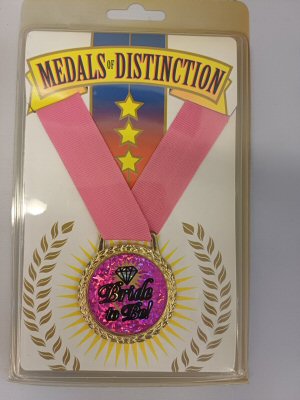 MEDALS OF DISTINCTION
Bride
to Be!